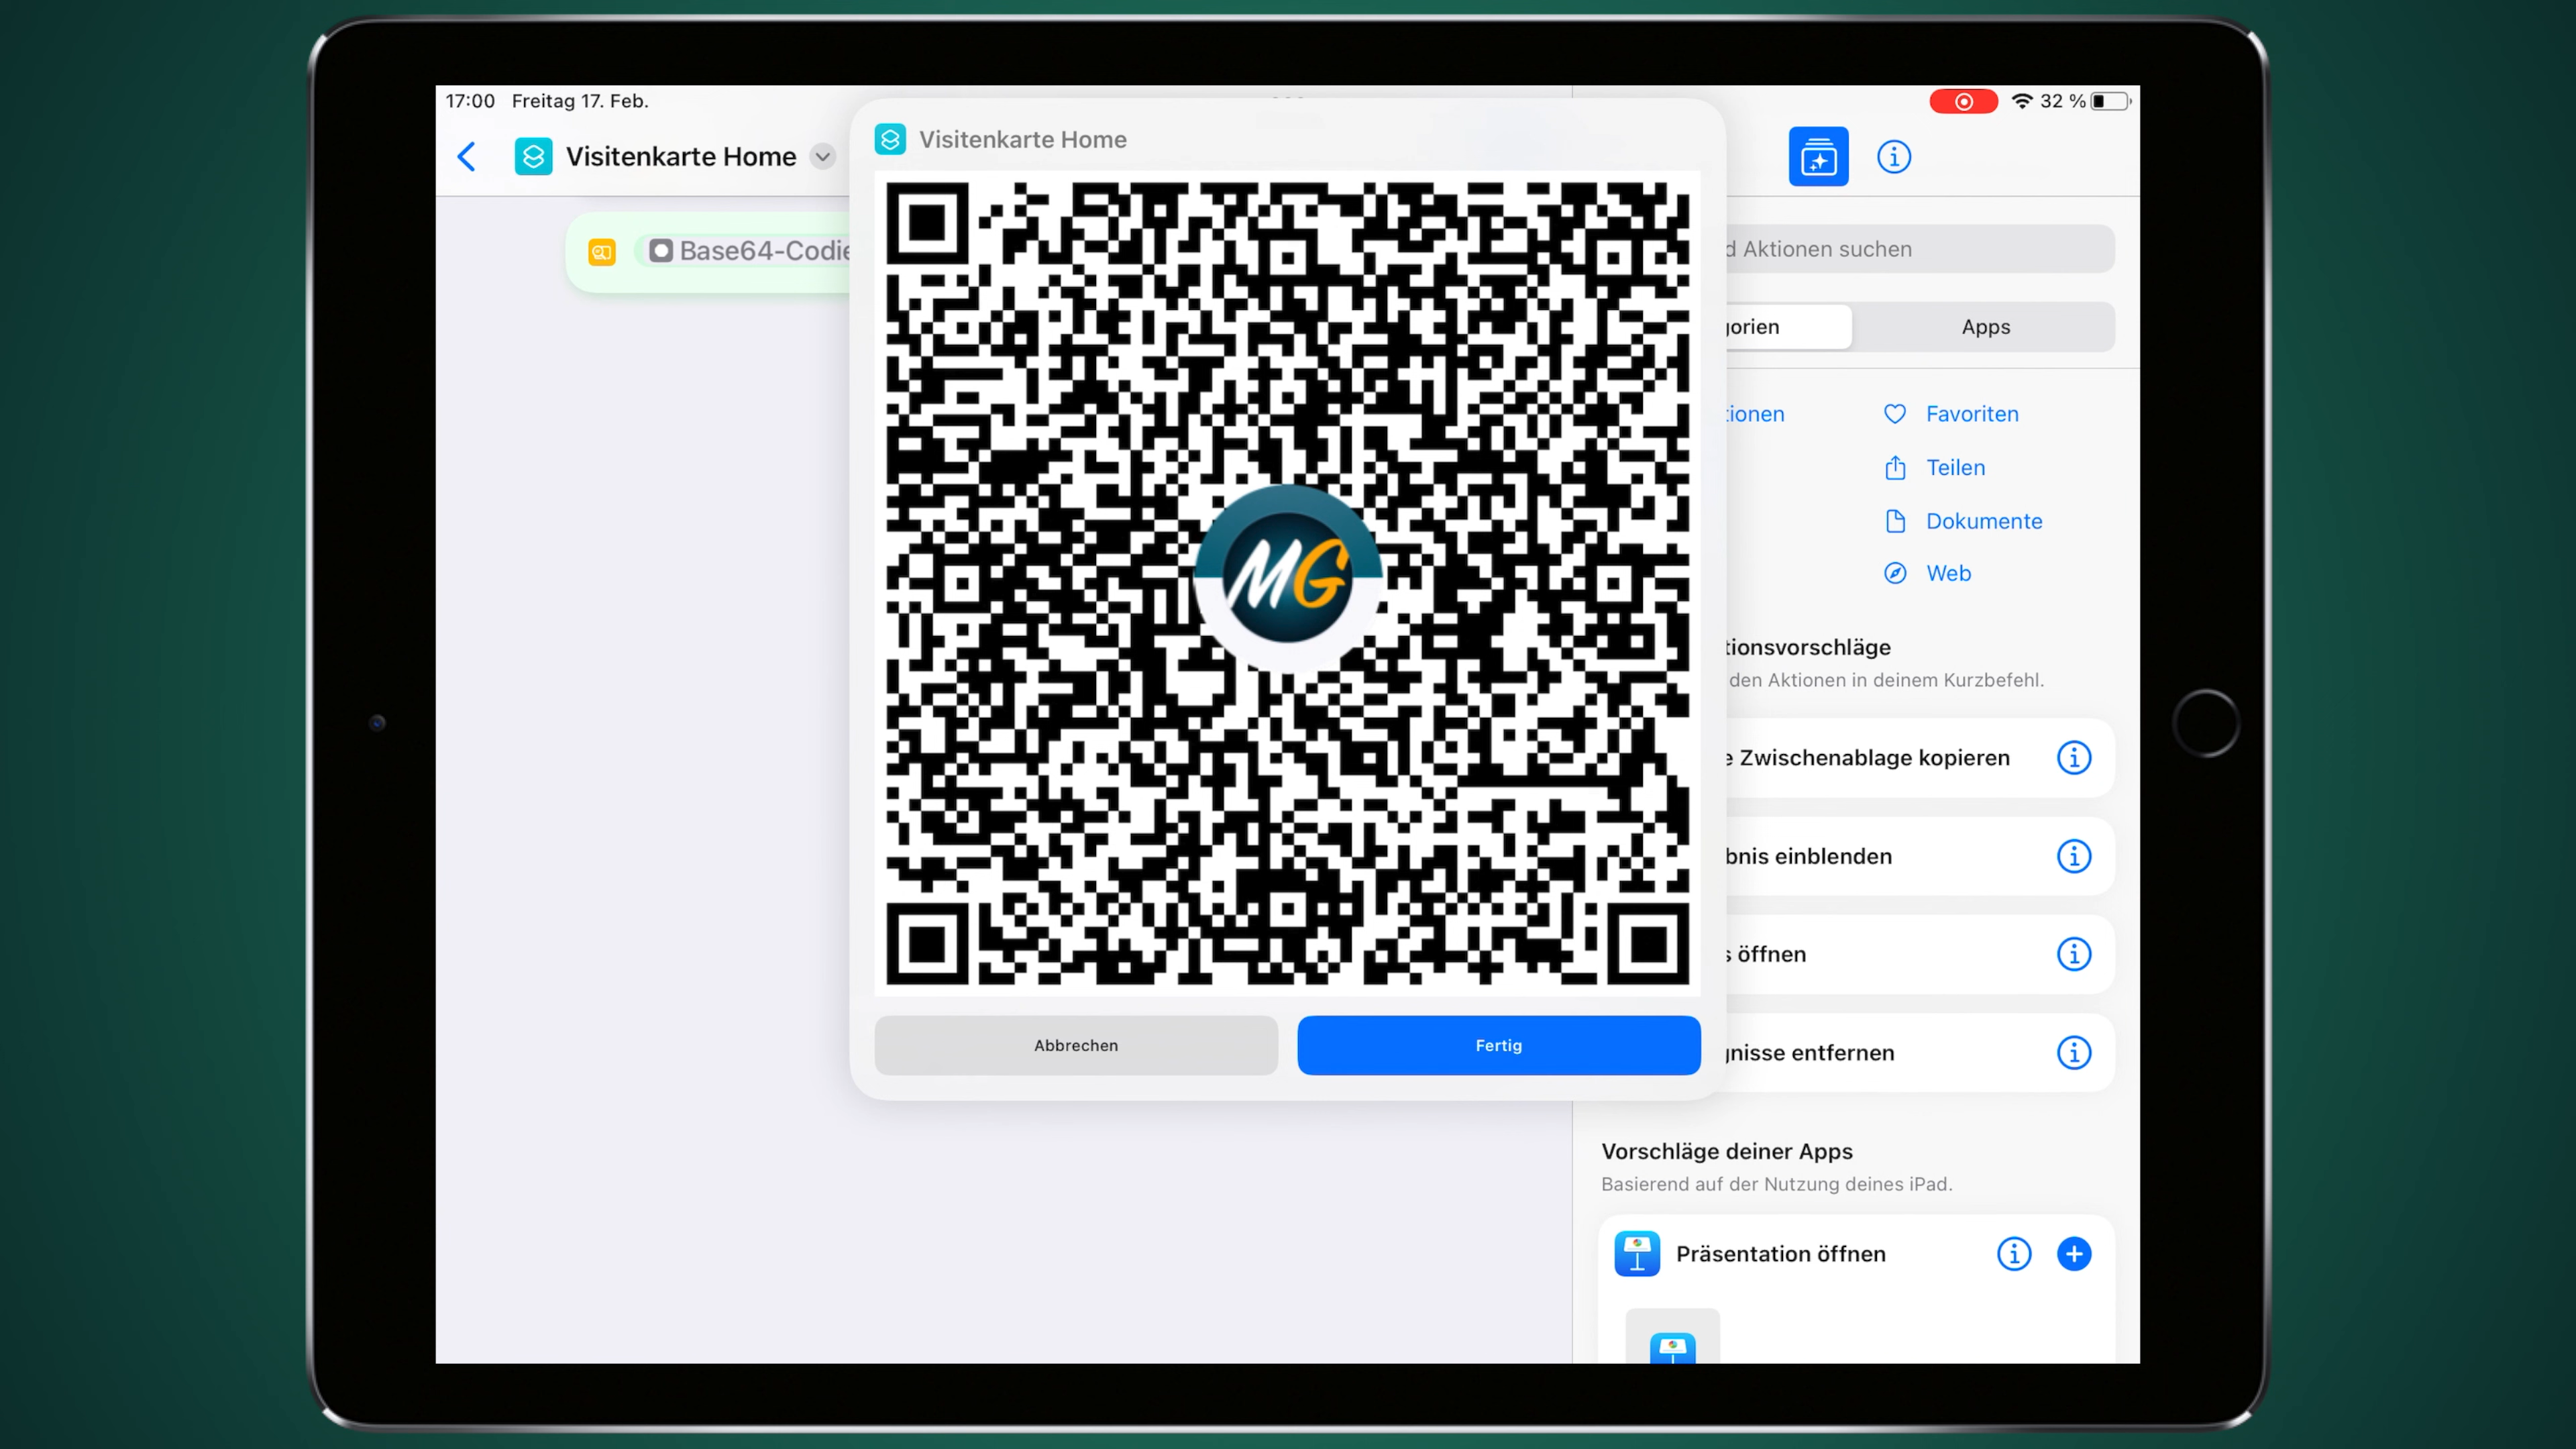 17:00 Freitag 17. Feb.
32 %
Visitenkarte Home
Visitenkarte Home
Base64-Codie
d Aktionen suchen
gorien
Apps
tionen
Favoriten
Teilen
Dokumente
Web
MG
tionsvorschläge
den Aktionen in deinem Kurzbefehl.
e Zwischenablage kopieren
bnis einblenden
s öffnen
gnisse entfernen
Abbrechen
Fertig
Vorschläge deiner Apps
Basierend auf der Nutzung deines iPad.
Präsentation öffnen